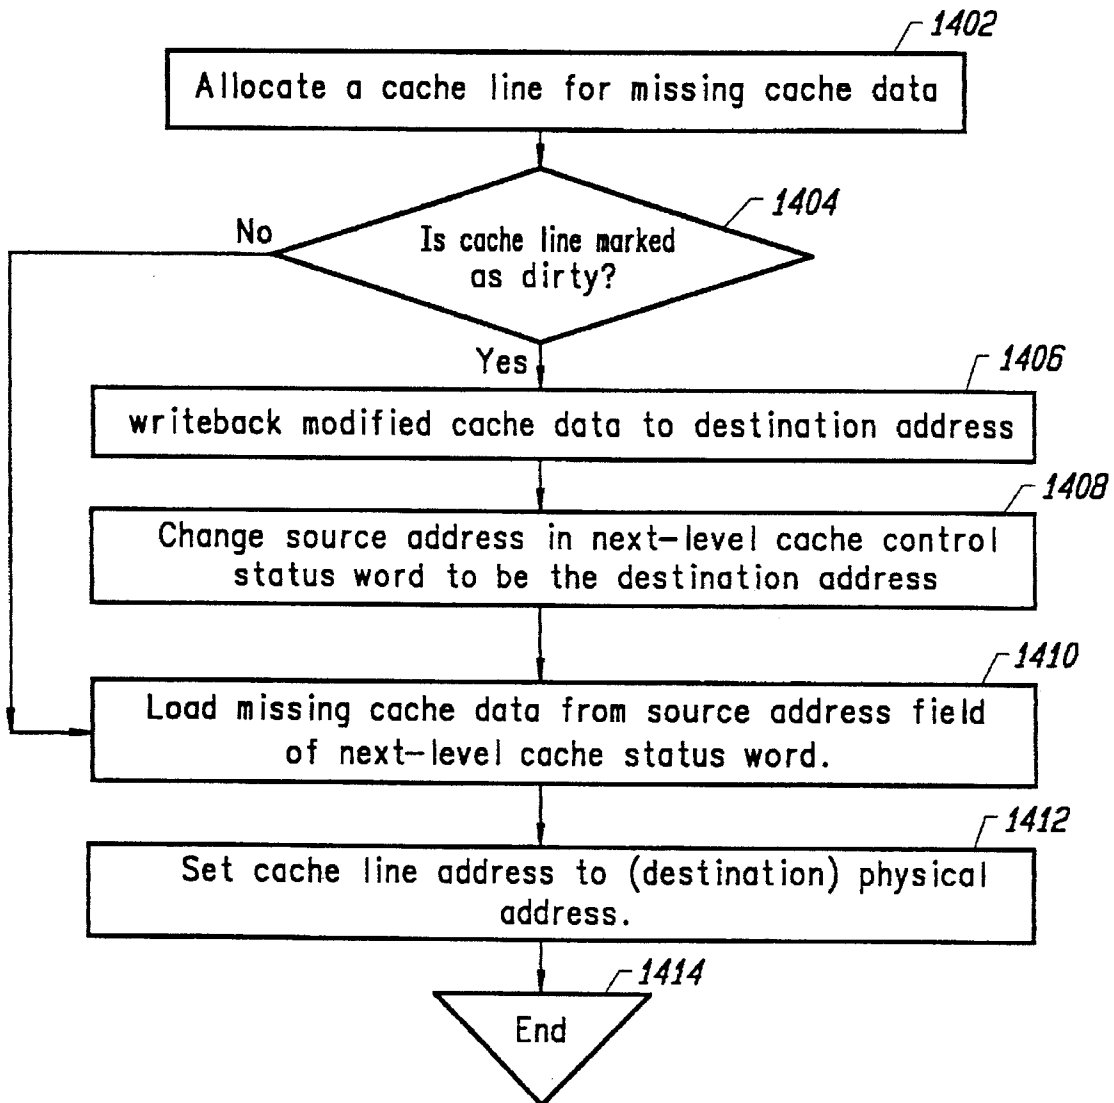 1402
Allocate a cache line for missing cache data
1404
No
Is cache line marked
as dirty?
Yes
1406
writeback modified cache data to destination address
1408
Change source address in next-level cache control
status word to be the destination address
1410
Load missing cache data from source address field
of next-level cache status word.
1412
Set cache line address to (destination) physical
address.
1414
End